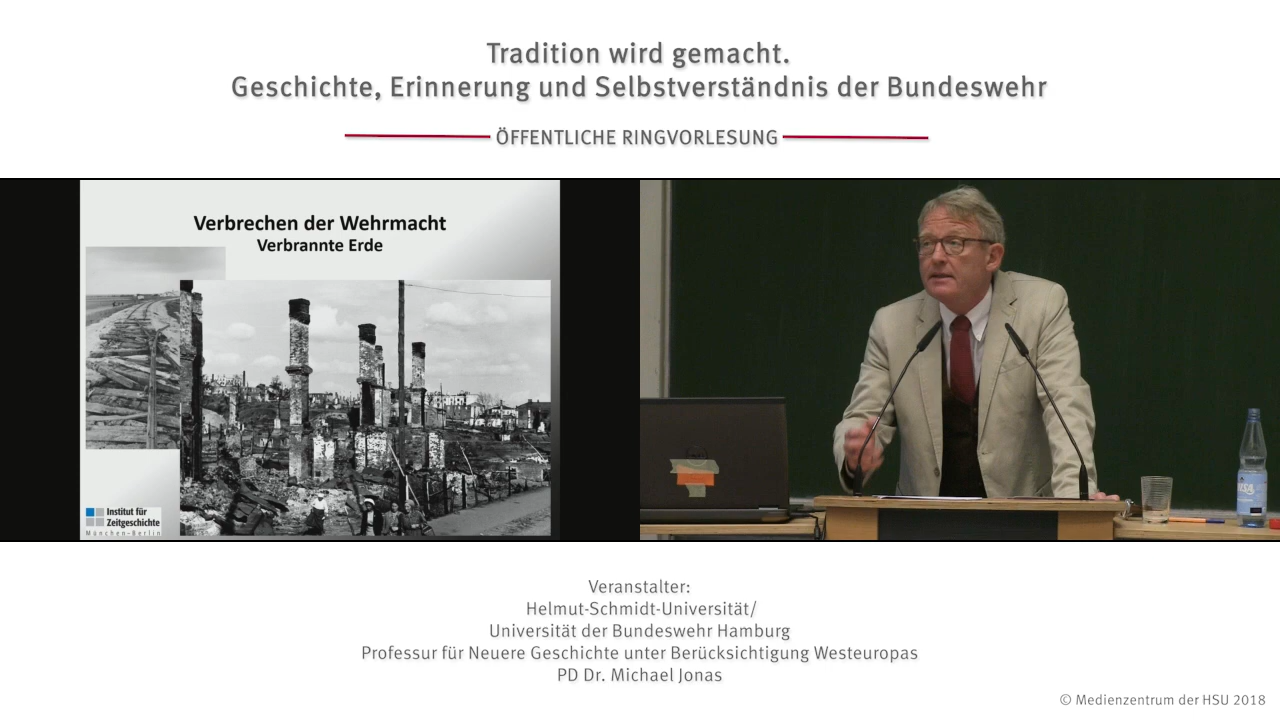 Tradition wird gemacht.
Geschichte, Erinnerung und Selbstverständnis der Bundeswehr
ÖFFENTLICHE RINGVORLESUNG
Verbrechen der Wehrmacht
Verbrannte Erde
Institut für
Zeitgeschichte
München-Berlin
Veranstalter:
Helmut-Schmidt-Universität/
Universität der Bundeswehr Hamburg
Professur für Neuere Geschichte unter Berücksichtigung Westeuropas
PD Dr. Michael Jonas
© Medienzentrum der HSU 2018